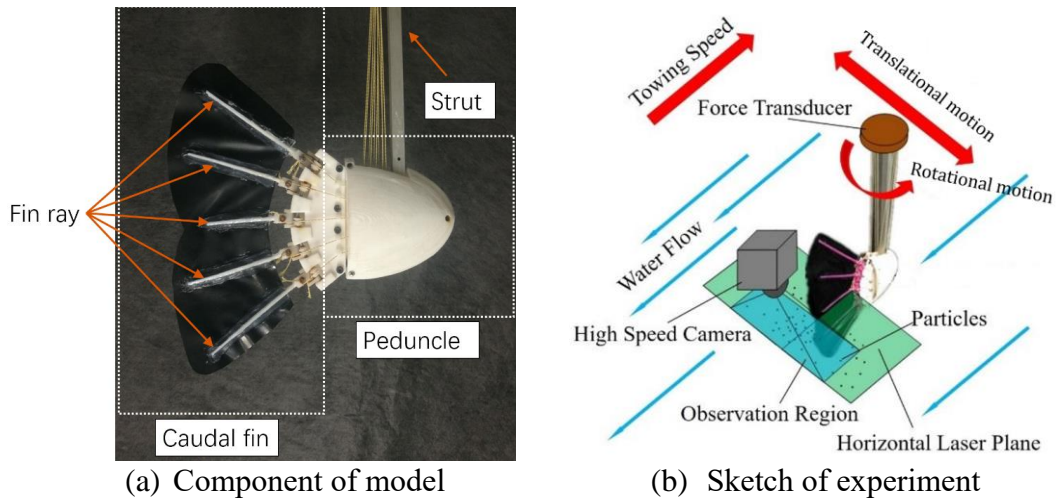 Strut
Fin ray
Peduncle
Caudal fin
(a) Component of model
Towing Speed
Translational motion
Force Transducer
Rotational motion
Water Flow
High Speed Camera
Particles
Observation Region
Horizontal Laser Plane
(b) Sketch of experiment